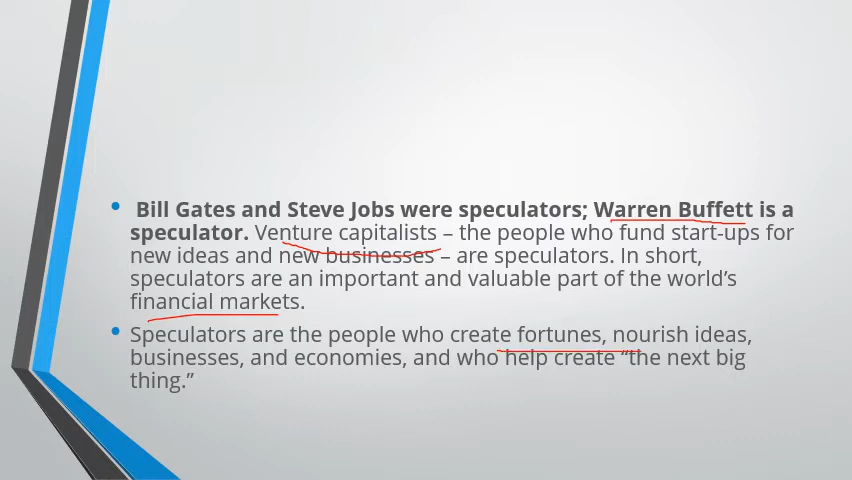 • Bill Gates and Steve Jobs were speculators; Warren Buffett is a
speculator. Venture capitalists – the people who fund start-ups for
new ideas and new businesses – are speculators. In short,
speculators are an important and valuable part of the world’s
financial markets.
• Speculators are the people who create fortunes, nourish ideas,
businesses, and economies, and who help create “the next big
thing.”